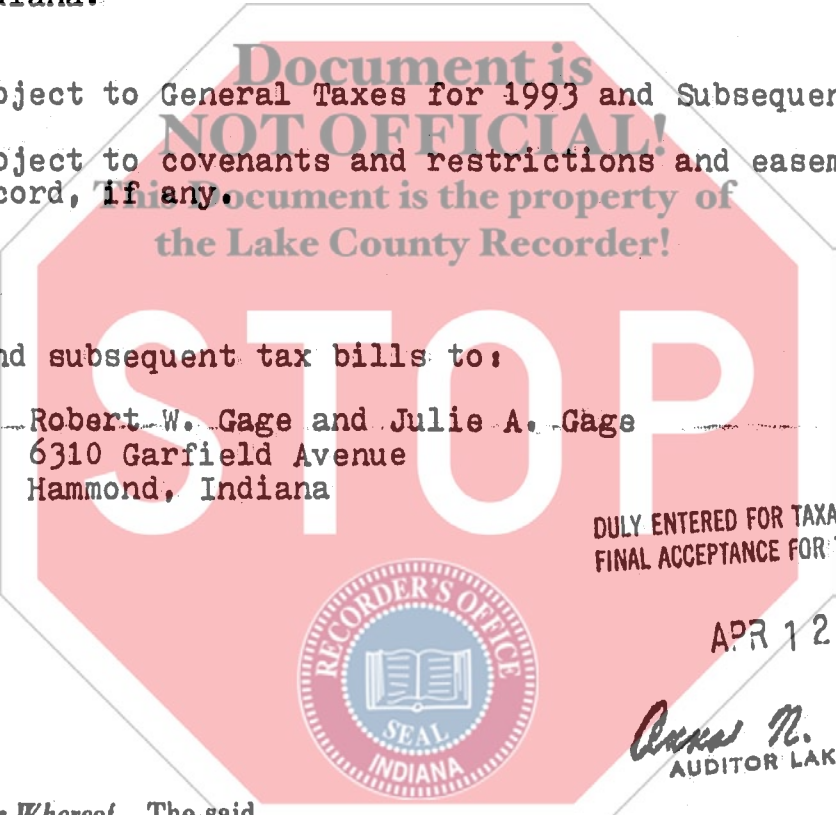 Document is
bject to General Taxes for 1993 and Subsequen
NOT OFFICIAL!
bject to covenants and restrictions and easem
cord, if any.
This Document is the property of
the Lake County Recorder!
STOP
nd subsequent tax bills to:
Robert W. Gage and Julie A. Gage
6310 Garfield Avenue
Hammond, Indiana
DULY ENTERED FOR TAXA
FINAL ACCEPTANCE FOR
APR 12
RECORDER'S OFFICE
SEAL
INDIANA
Anna N.
AUDITOR LAK
Whereof, The said